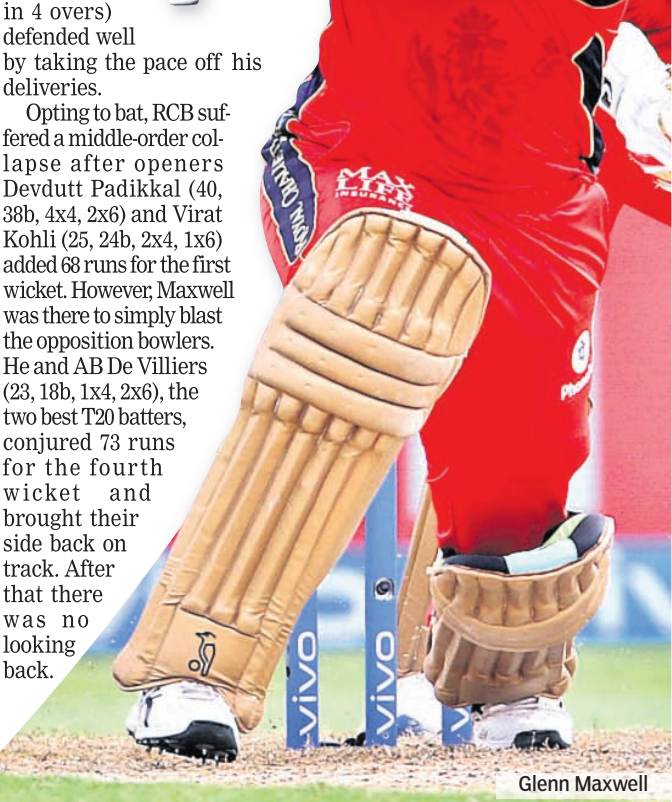 in 4 overs)
defended well
by taking the pace off his
deliveries.
Opting to bat, RCB suf-
fered a middle-order col-
lapse after openers
Devdutt Padikkal (40,
38b, 4x4, 2x6) and Virat
Kohli (25, 24b, 2x4, 1x6)
added 68 runs for the first
wicket. However, Maxwell
was there to simply blast
the opposition bowlers.
He and AB De Villiers
(23, 18b, 1x4, 2x6), the
two best T20 batters,
conjured 73 runs
for the fourth
wicket and
brought their
side back on
track. After
that there
was no
looking
back.
MAX
LIFE
INSURANCE
vivo
vivo
Glenn Maxwell